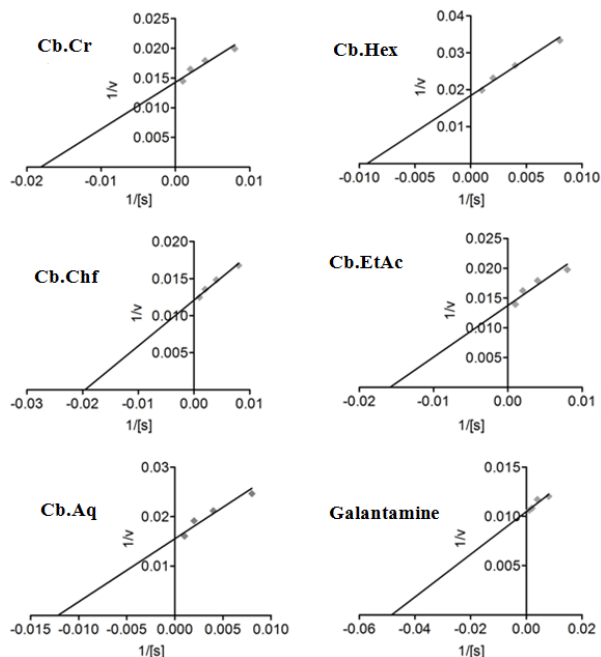 Cb.Cr
0.025
0.020
0.015
0.010
0.005
1/v
-0.02 -0.01 0.00 0.01
1/[s]
Cb.Hex
0.04
0.03
0.02
0.01
1/v
-0.010 -0.005 0.000 0.005 0.010
1/[s]
Cb.Chf
0.020
0.015
0.010
0.005
1/v
-0.03 -0.02 -0.01 0.00 0.01
1/[s]
Cb.EtAc
0.025
0.020
0.015
0.010
0.005
1/v
-0.02 -0.01 0.00 0.01
1/[s]
Cb.Aq
0.03
0.02
0.01
1/v
-0.015 -0.010 -0.005 0.000 0.005 0.010
1/[s]
Galantamine
0.015
0.010
0.005
1/v
-0.06 -0.04 -0.02 0.00 0.02
1/[s]